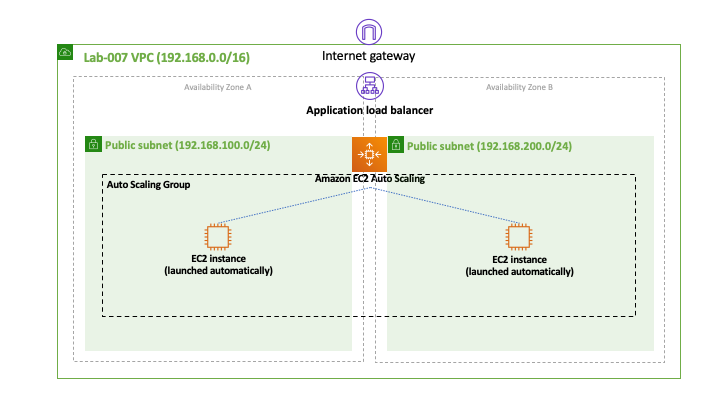 Internet gateway
Lab-007 VPC (192.168.0.0/16)
Availability Zone A
Availability Zone B
Application load balancer
Public subnet (192.168.100.0/24)
Public subnet (192.168.200.0/24)
Amazon EC2 Auto Scaling
Auto Scaling Group
EC2 instance
(launched automatically)
EC2 instance
(launched automatically)